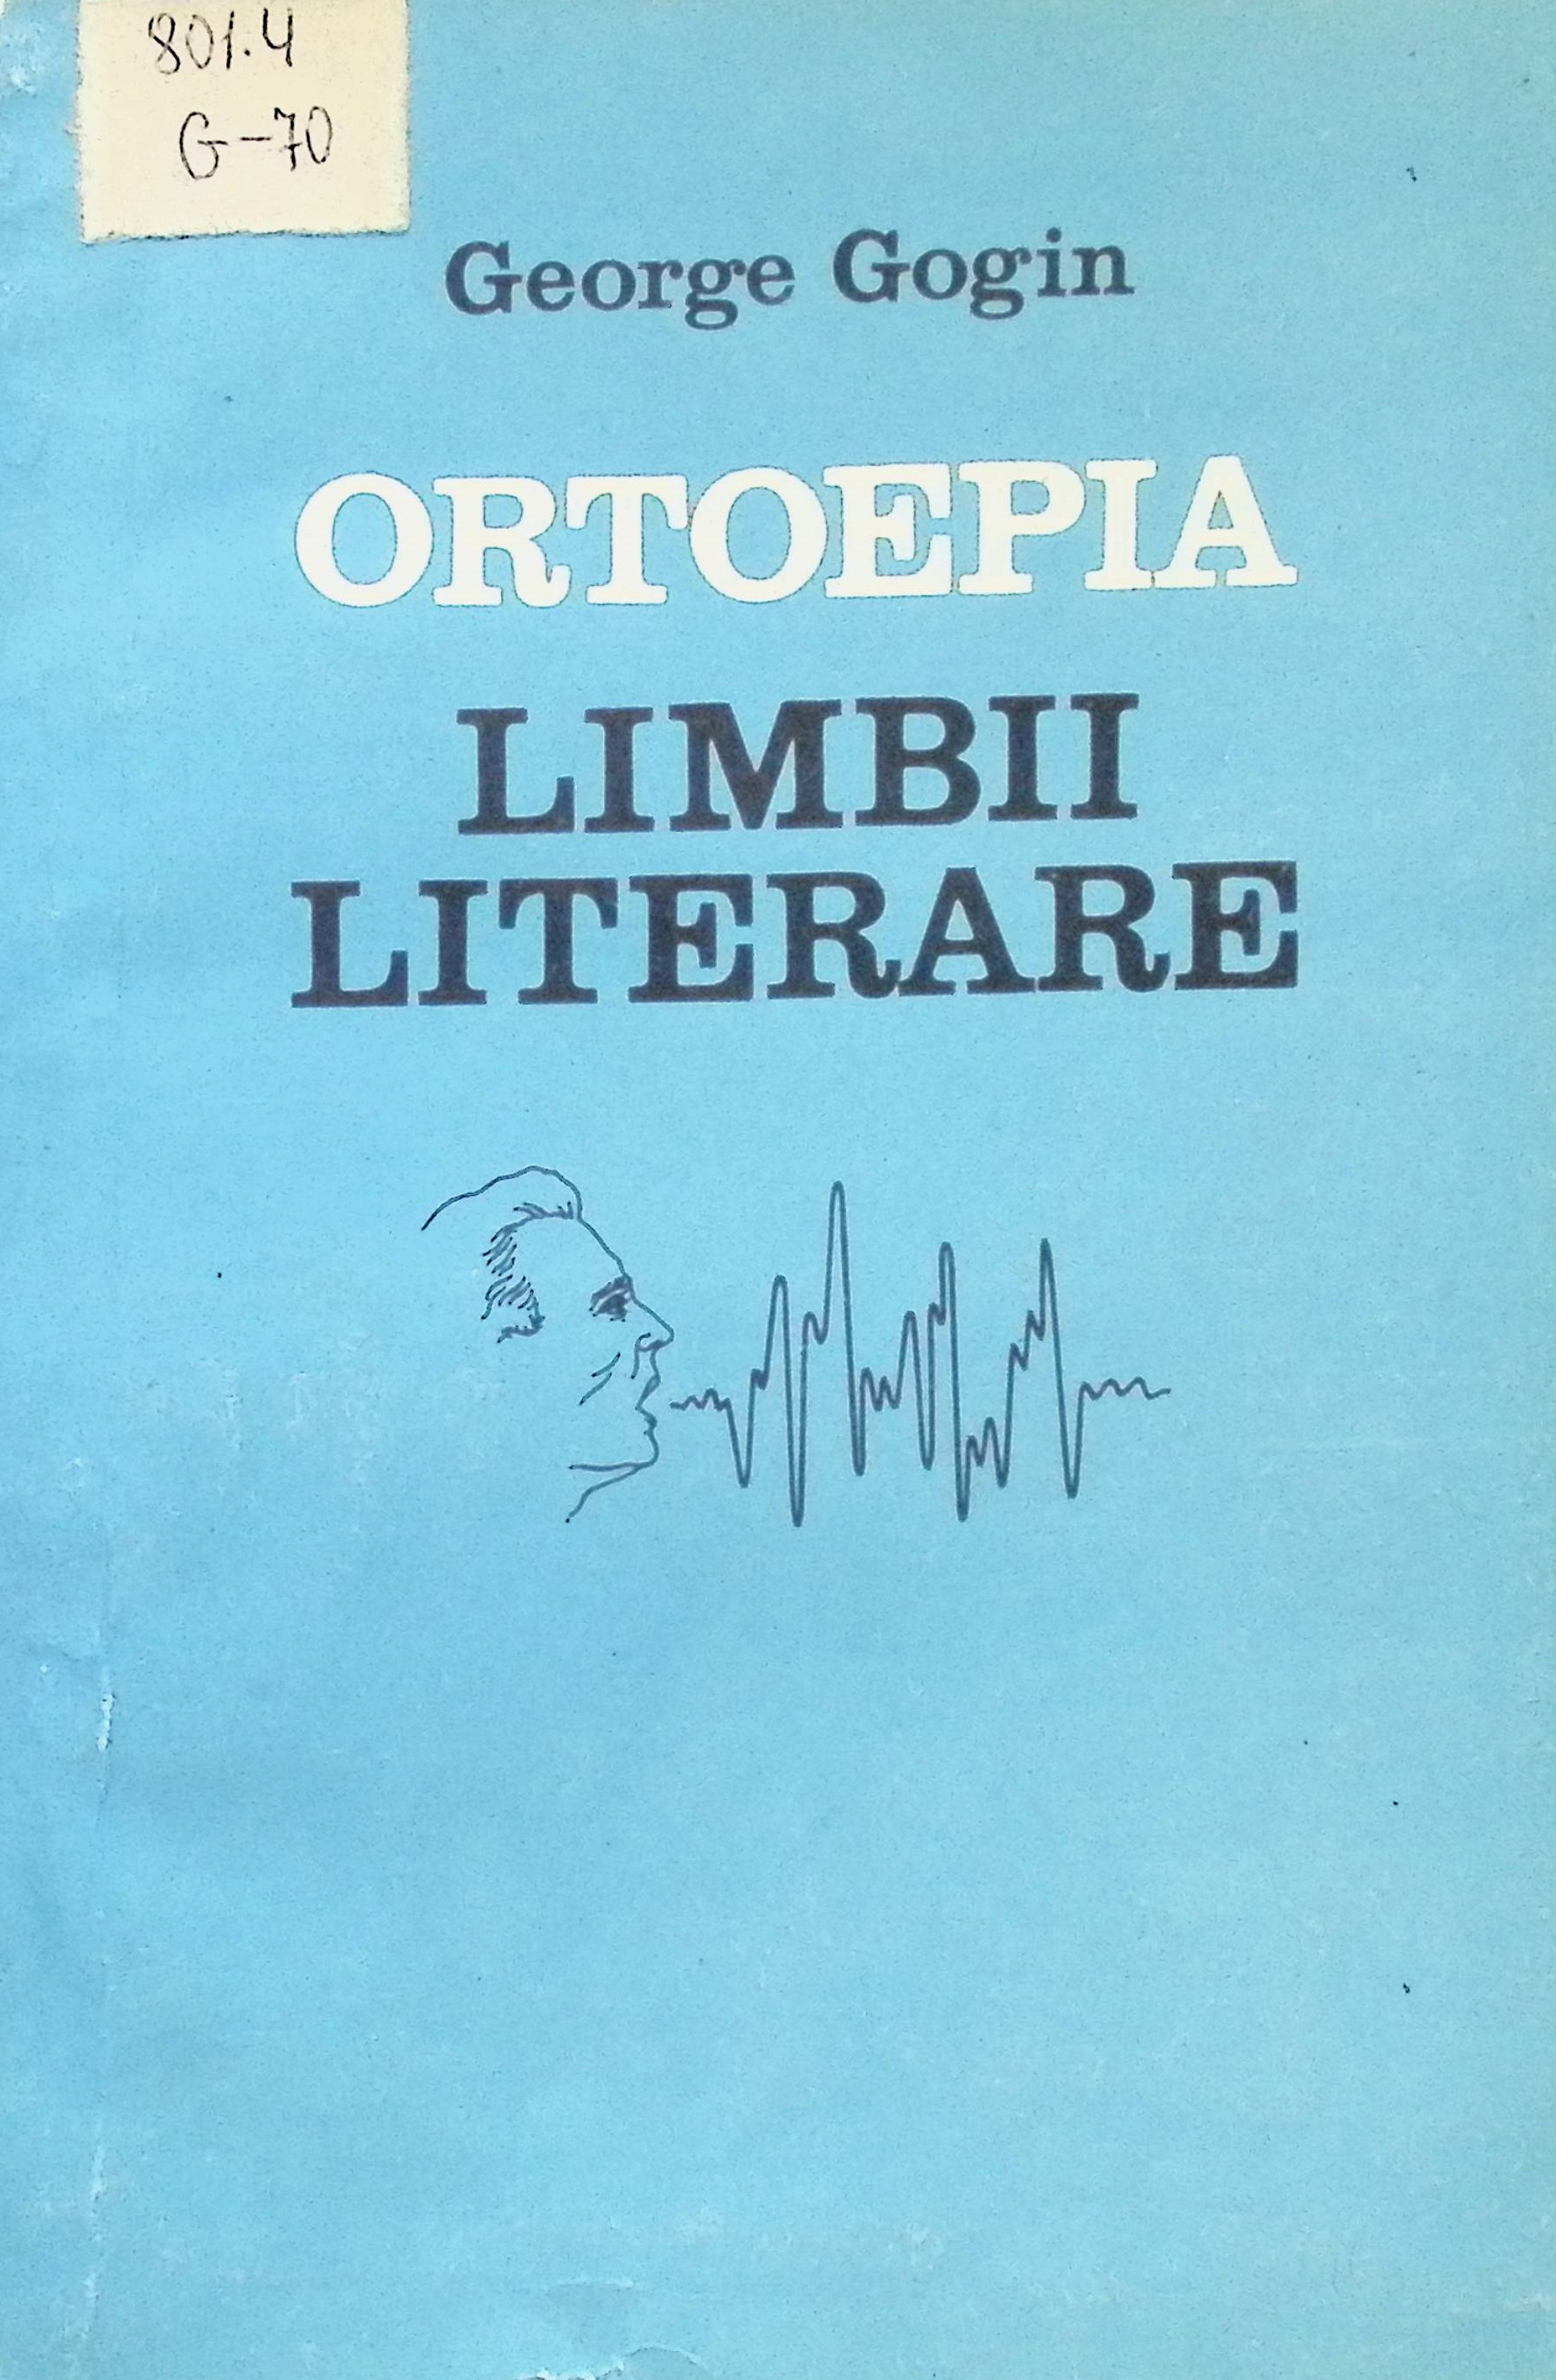 801.4
G-70
George Gogin
ORTOEPIA
LIMBII
LITERARE